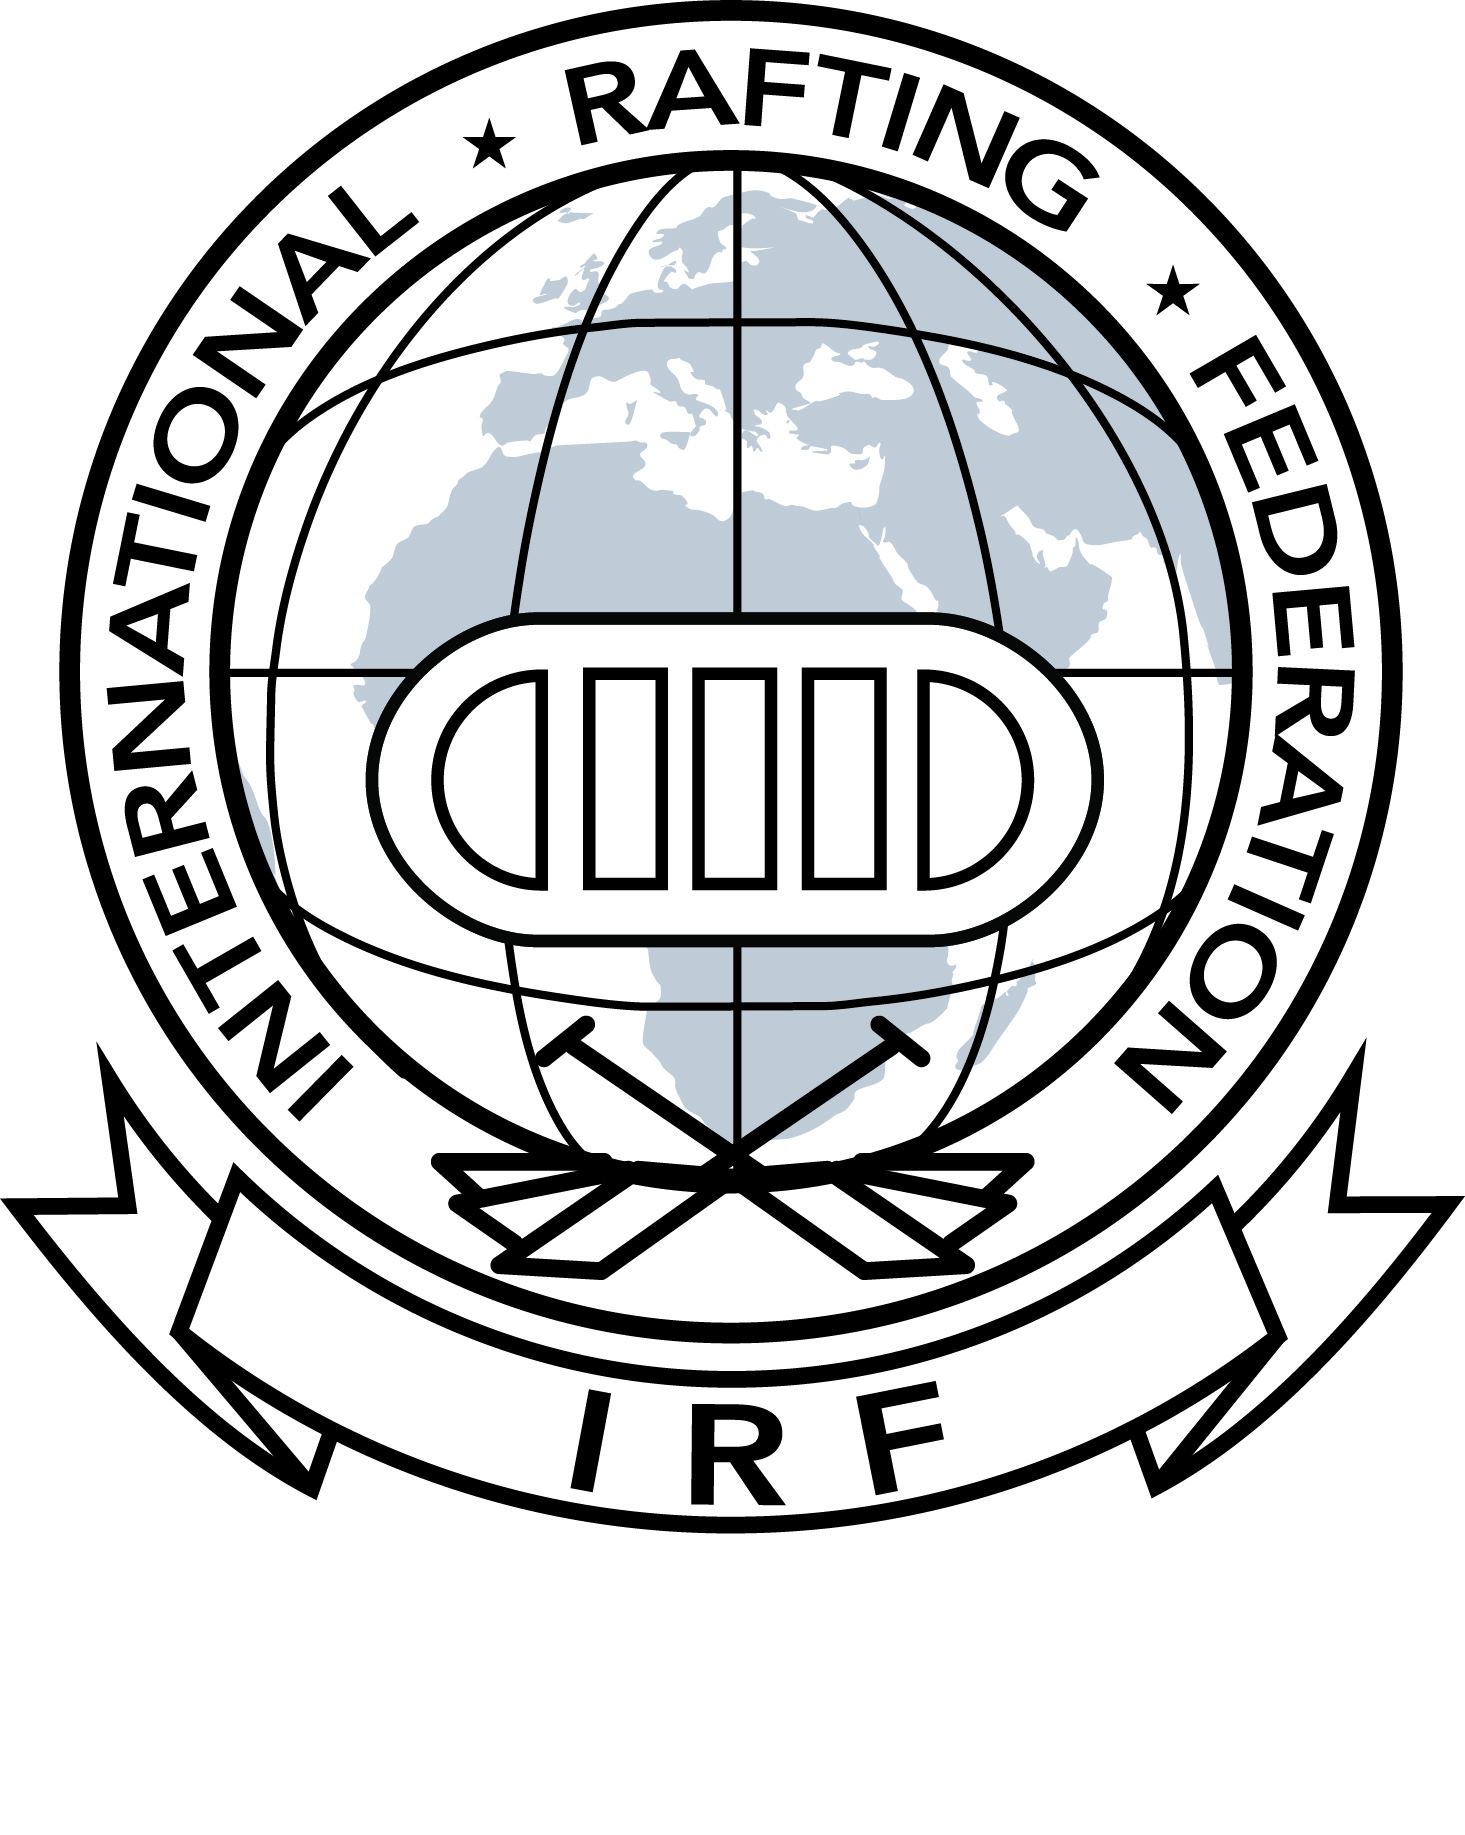 INTERNATIONAL ★ RAFTING ★ FEDERATION
IRF